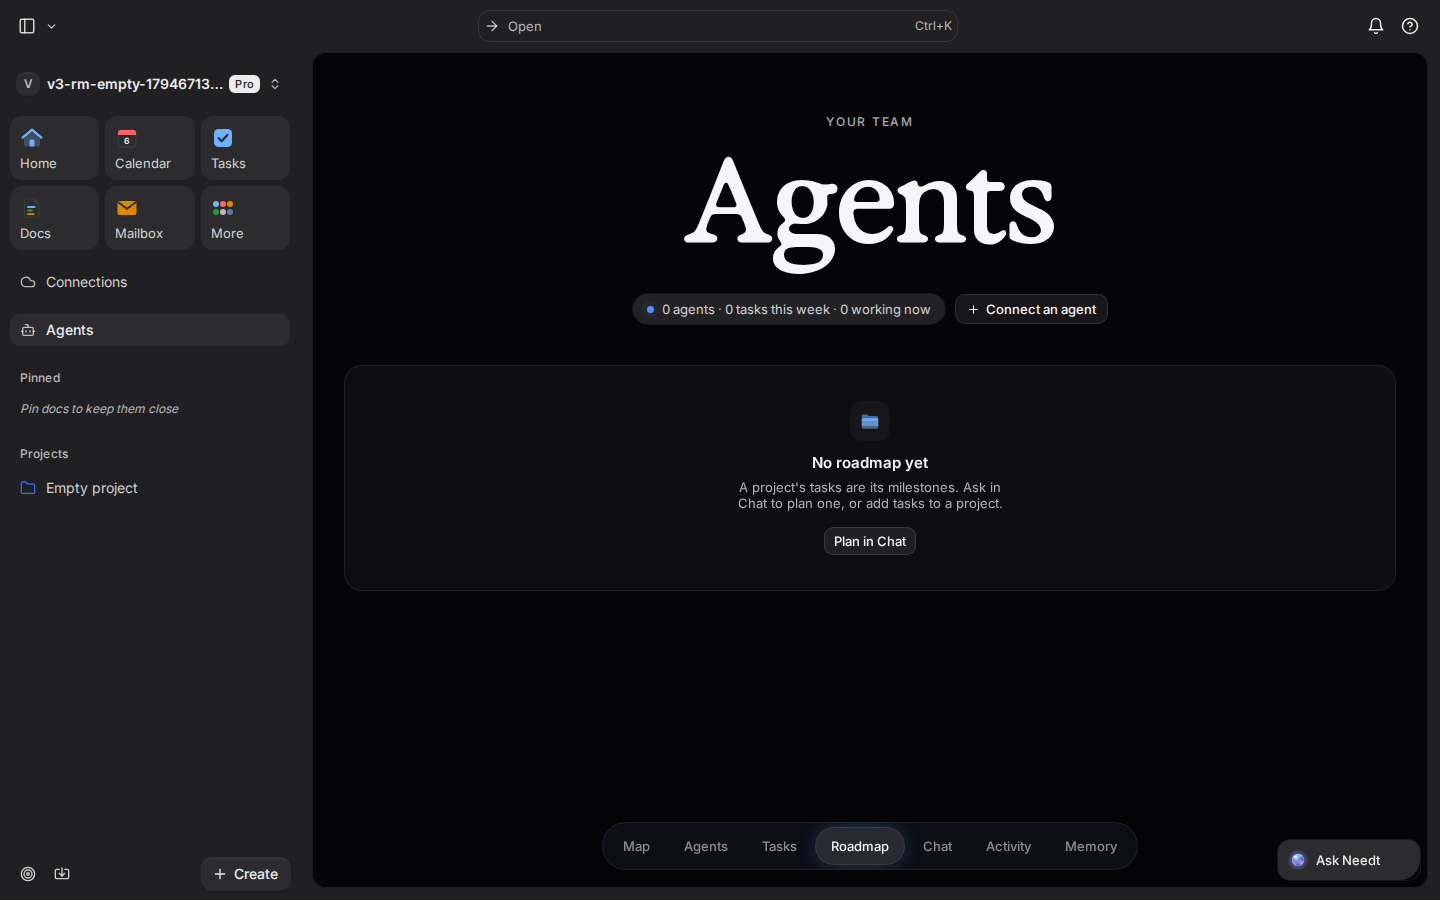 Open
Ctrl+K
V
v3-rm-empty-17946713...
Pro
6
Home
Calendar
Tasks
Docs
Mailbox
More
Connections
Agents
Pinned
Pin docs to keep them close
Projects
Empty project
Create
YOUR TEAM
Agents
0 agents · 0 tasks this week · 0 working now
Connect an agent
No roadmap yet
A project's tasks are its milestones. Ask in
Chat to plan one, or add tasks to a project.
Plan in Chat
Map
Agents
Tasks
Roadmap
Chat
Activity
Memory
Ask Needt